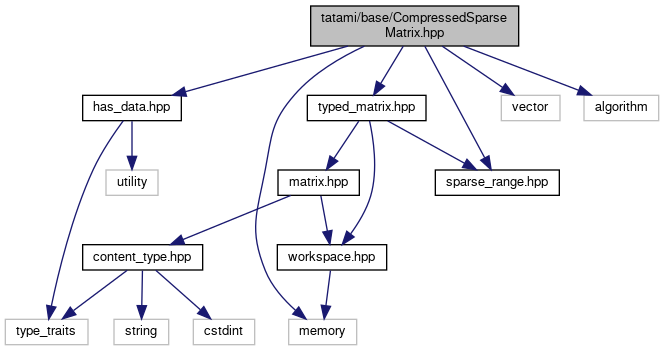 tatami/base/CompressedSparse
Matrix.hpp
has_data.hpp
typed_matrix.hpp
vector
algorithm
utility
matrix.hpp
sparse_range.hpp
content_type.hpp
workspace.hpp
type_traits
string
cstdint
memory